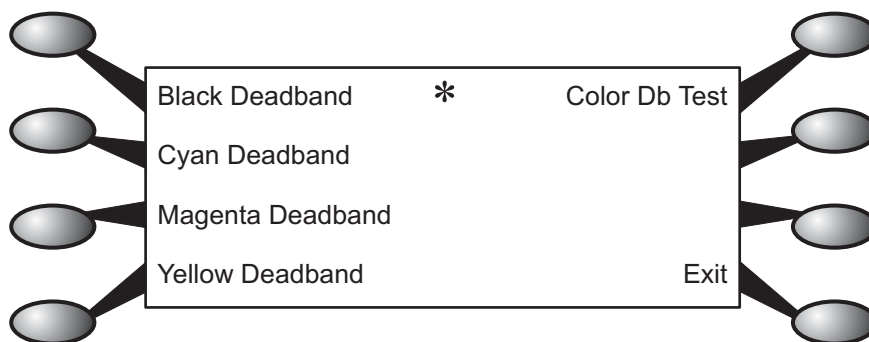 Black Deadband * Color Db Test
Cyan Deadband
Magenta Deadband
Yellow Deadband Exit